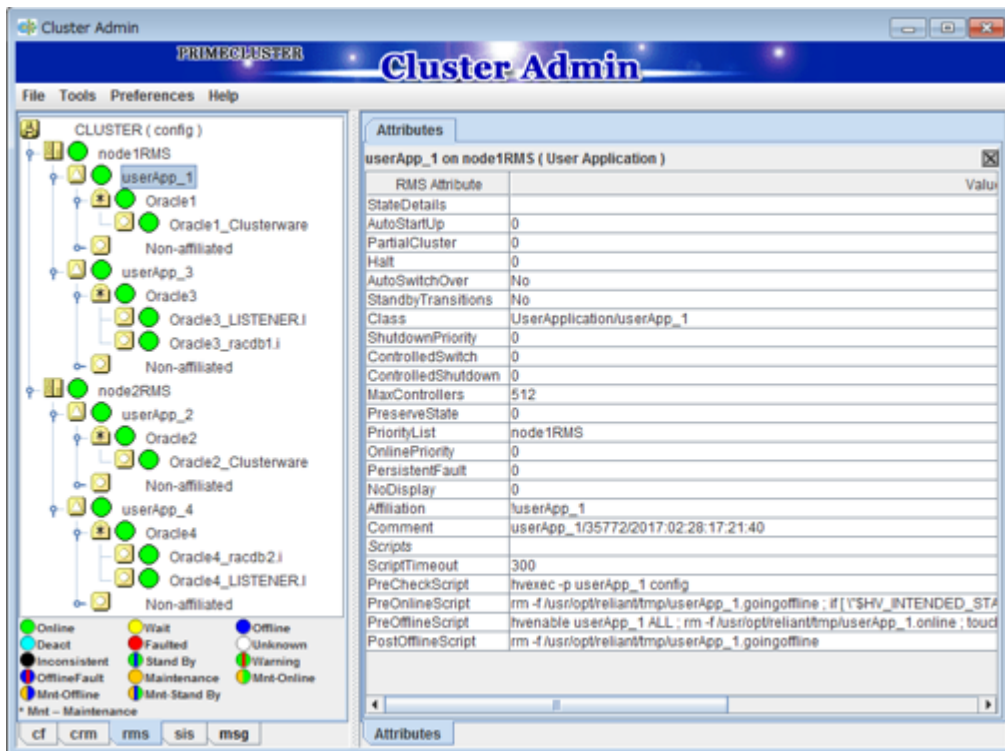 Cluster Admin
PRIMECLUSTER
Cluster Admin
File Tools Preferences Help
CLUSTER ( config )
node1RMS
userApp_1
Oracle1
Oracle1_Clusterware
Non-affiliated
userApp_3
Oracle3
Oracle3_LISTENER.l
Oracle3_racdb1.i
Non-affiliated
node2RMS
userApp_2
Oracle2
Oracle2_Clusterware
Non-affiliated
userApp_4
Oracle4
Oracle4_racdb2.i
Oracle4_LISTENER.l
Non-affiliated
Online Wait Offline
Deact Faulted Unknown
Inconsistent Stand By Warning
OfflineFault Maintenance Mnt-Online
Mnt-Offline Mnt-Stand By
* Mnt -- Maintenance
cf crm rms sis msg
Attributes
userApp_1 on node1RMS ( User Application )
RMS Attribute Valu
StateDetails
AutoStartUp 0
PartialCluster 0
Halt 0
AutoSwitchOver No
StandbyTransitions No
Class UserApplication/userApp_1
ShutdownPriority 0
ControlledSwitch 0
ControlledShutdown 0
MaxControllers 512
PreserveState 0
PriorityList node1RMS
OnlinePriority 0
PersistentFault 0
NoDisplay 0
Affiliation !userApp_1
Comment userApp_1/35772/2017:02:28:17:21:40
Scripts
ScriptTimeout 300
PreCheckScript hvexec -p userApp_1 config
PreOnlineScript rm -f /usr/opt/reliant/tmp/userApp_1.goingoffline ; if [ \"$HV_INTENDED_STA
PreOfflineScript hvenable userApp_1 ALL ; rm -f /usr/opt/reliant/tmp/userApp_1.online ; touc
PostOfflineScript rm -f /usr/opt/reliant/tmp/userApp_1.goingoffline
Attributes